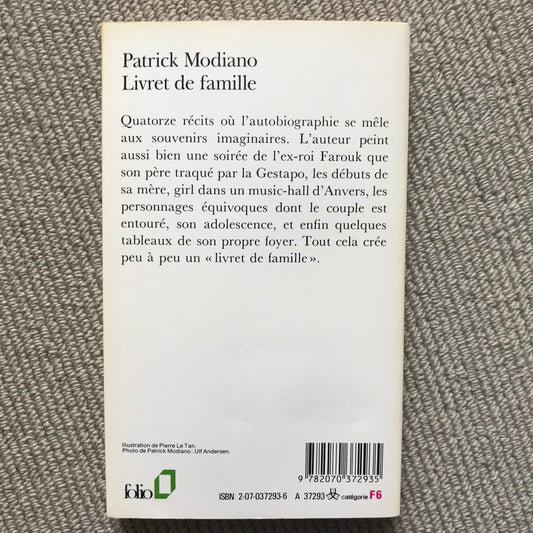 Patrick Modiano
Livret de famille
Quatorze récits où l'autobiographie se mêle
aux souvenirs imaginaires. L'auteur peint
aussi bien une soirée de l'ex-roi Farouk que
son père traqué par la Gestapo, les débuts de
sa mère, girl dans un music-hall d'Anvers, les
personnages équivoques dont le couple est
entouré, son adolescence, et enfin quelques
tableaux de son propre foyer. Tout cela crée
peu à peu un « livret de famille ».
Illustration de Pierre Le Tan.
Photo de Patrick Modiano : Ulf Andersen.
9 782070 372935
folio
ISBN 2-07-037293-6 A 37293 catégorie F6